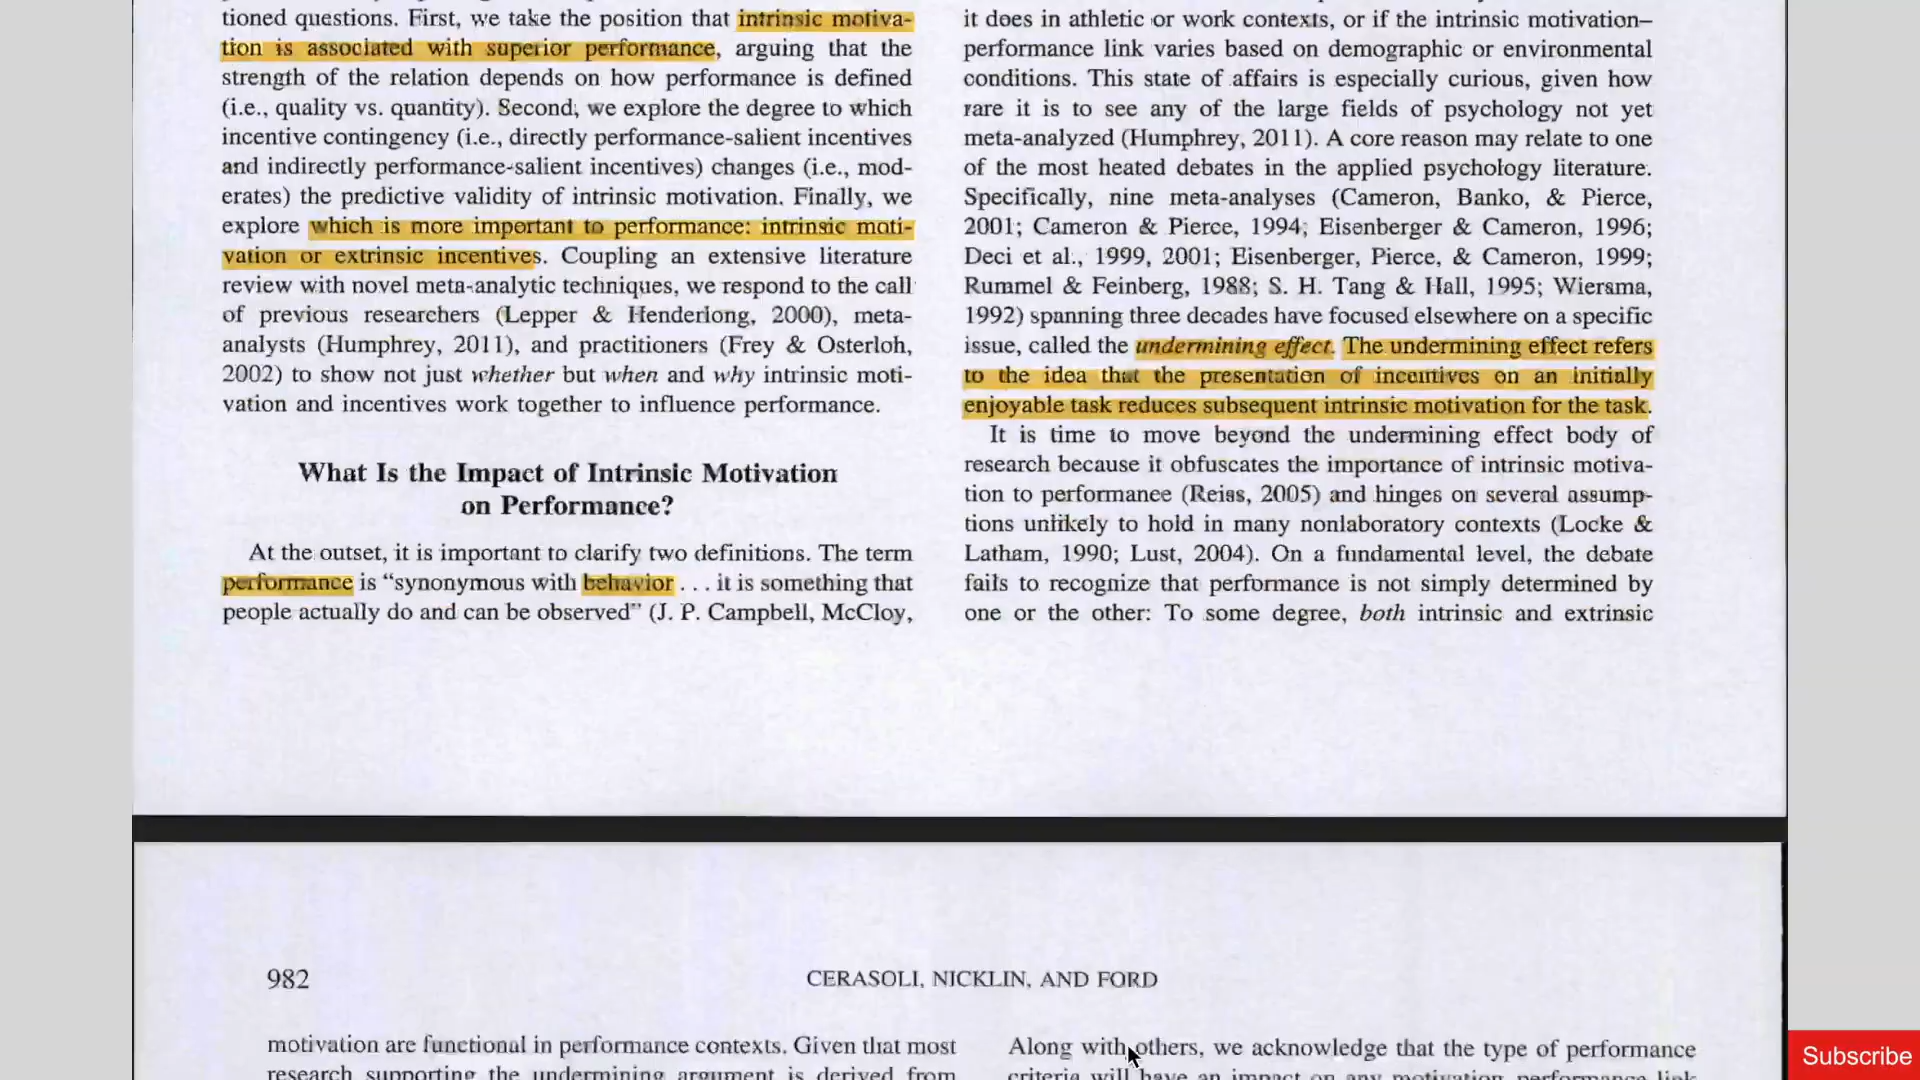 tioned questions. First, we take the position that intrinsic motiva-
tion is associated with superior performance, arguing that the
strength of the relation depends on how performance is defined
(i.e., quality vs. quantity). Second, we explore the degree to which
incentive contingency (i.e., directly performance-salient incentives
and indirectly performance-salient incentives) changes (i.e., mod-
erates) the predictive validity of intrinsic motivation. Finally, we
explore which is more important to performance: intrinsic moti-
vation or extrinsic incentives. Coupling an extensive literature
review with novel meta-analytic techniques, we respond to the call
of previous researchers (Lepper & Henderlong, 2000), meta-
analysts (Humphrey, 2011), and practitioners (Frey & Osterloh,
2002) to show not just whether but when and why intrinsic moti-
vation and incentives work together to influence performance.
What Is the Impact of Intrinsic Motivation
on Performance?
At the outset, it is important to clarify two definitions. The term
performance is “synonymous with behavior . . . it is something that
people actually do and can be observed” (J. P. Campbell, McCloy,
it does in athletic or work contexts, or if the intrinsic motivation–
performance link varies based on demographic or environmental
conditions. This state of affairs is especially curious, given how
rare it is to see any of the large fields of psychology not yet
meta-analyzed (Humphrey, 2011). A core reason may relate to one
of the most heated debates in the applied psychology literature.
Specifically, nine meta-analyses (Cameron, Banko, & Pierce,
2001; Cameron & Pierce, 1994; Eisenberger & Cameron, 1996;
Deci et al., 1999, 2001; Eisenberger, Pierce, & Cameron, 1999;
Rummel & Feinberg, 1988; S. H. Tang & Hall, 1995; Wiersma,
1992) spanning three decades have focused elsewhere on a specific
issue, called the undermining effect. The undermining effect refers
to the idea that the presentation of incentives on an initially
enjoyable task reduces subsequent intrinsic motivation for the task.
It is time to move beyond the undermining effect body of
research because it obfuscates the importance of intrinsic motiva-
tion to performance (Reiss, 2005) and hinges on several assump-
tions unlikely to hold in many nonlaboratory contexts (Locke &
Latham, 1990; Lust, 2004). On a fundamental level, the debate
fails to recognize that performance is not simply determined by
one or the other: To some degree, both intrinsic and extrinsic
982
CERASOLI, NICKLIN, AND FORD
motivation are functional in performance contexts. Given that most
research supporting the undermining argument is derived from
Along with others, we acknowledge that the type of performance
criteria will have an impact on any motivation performance link
Subscribe